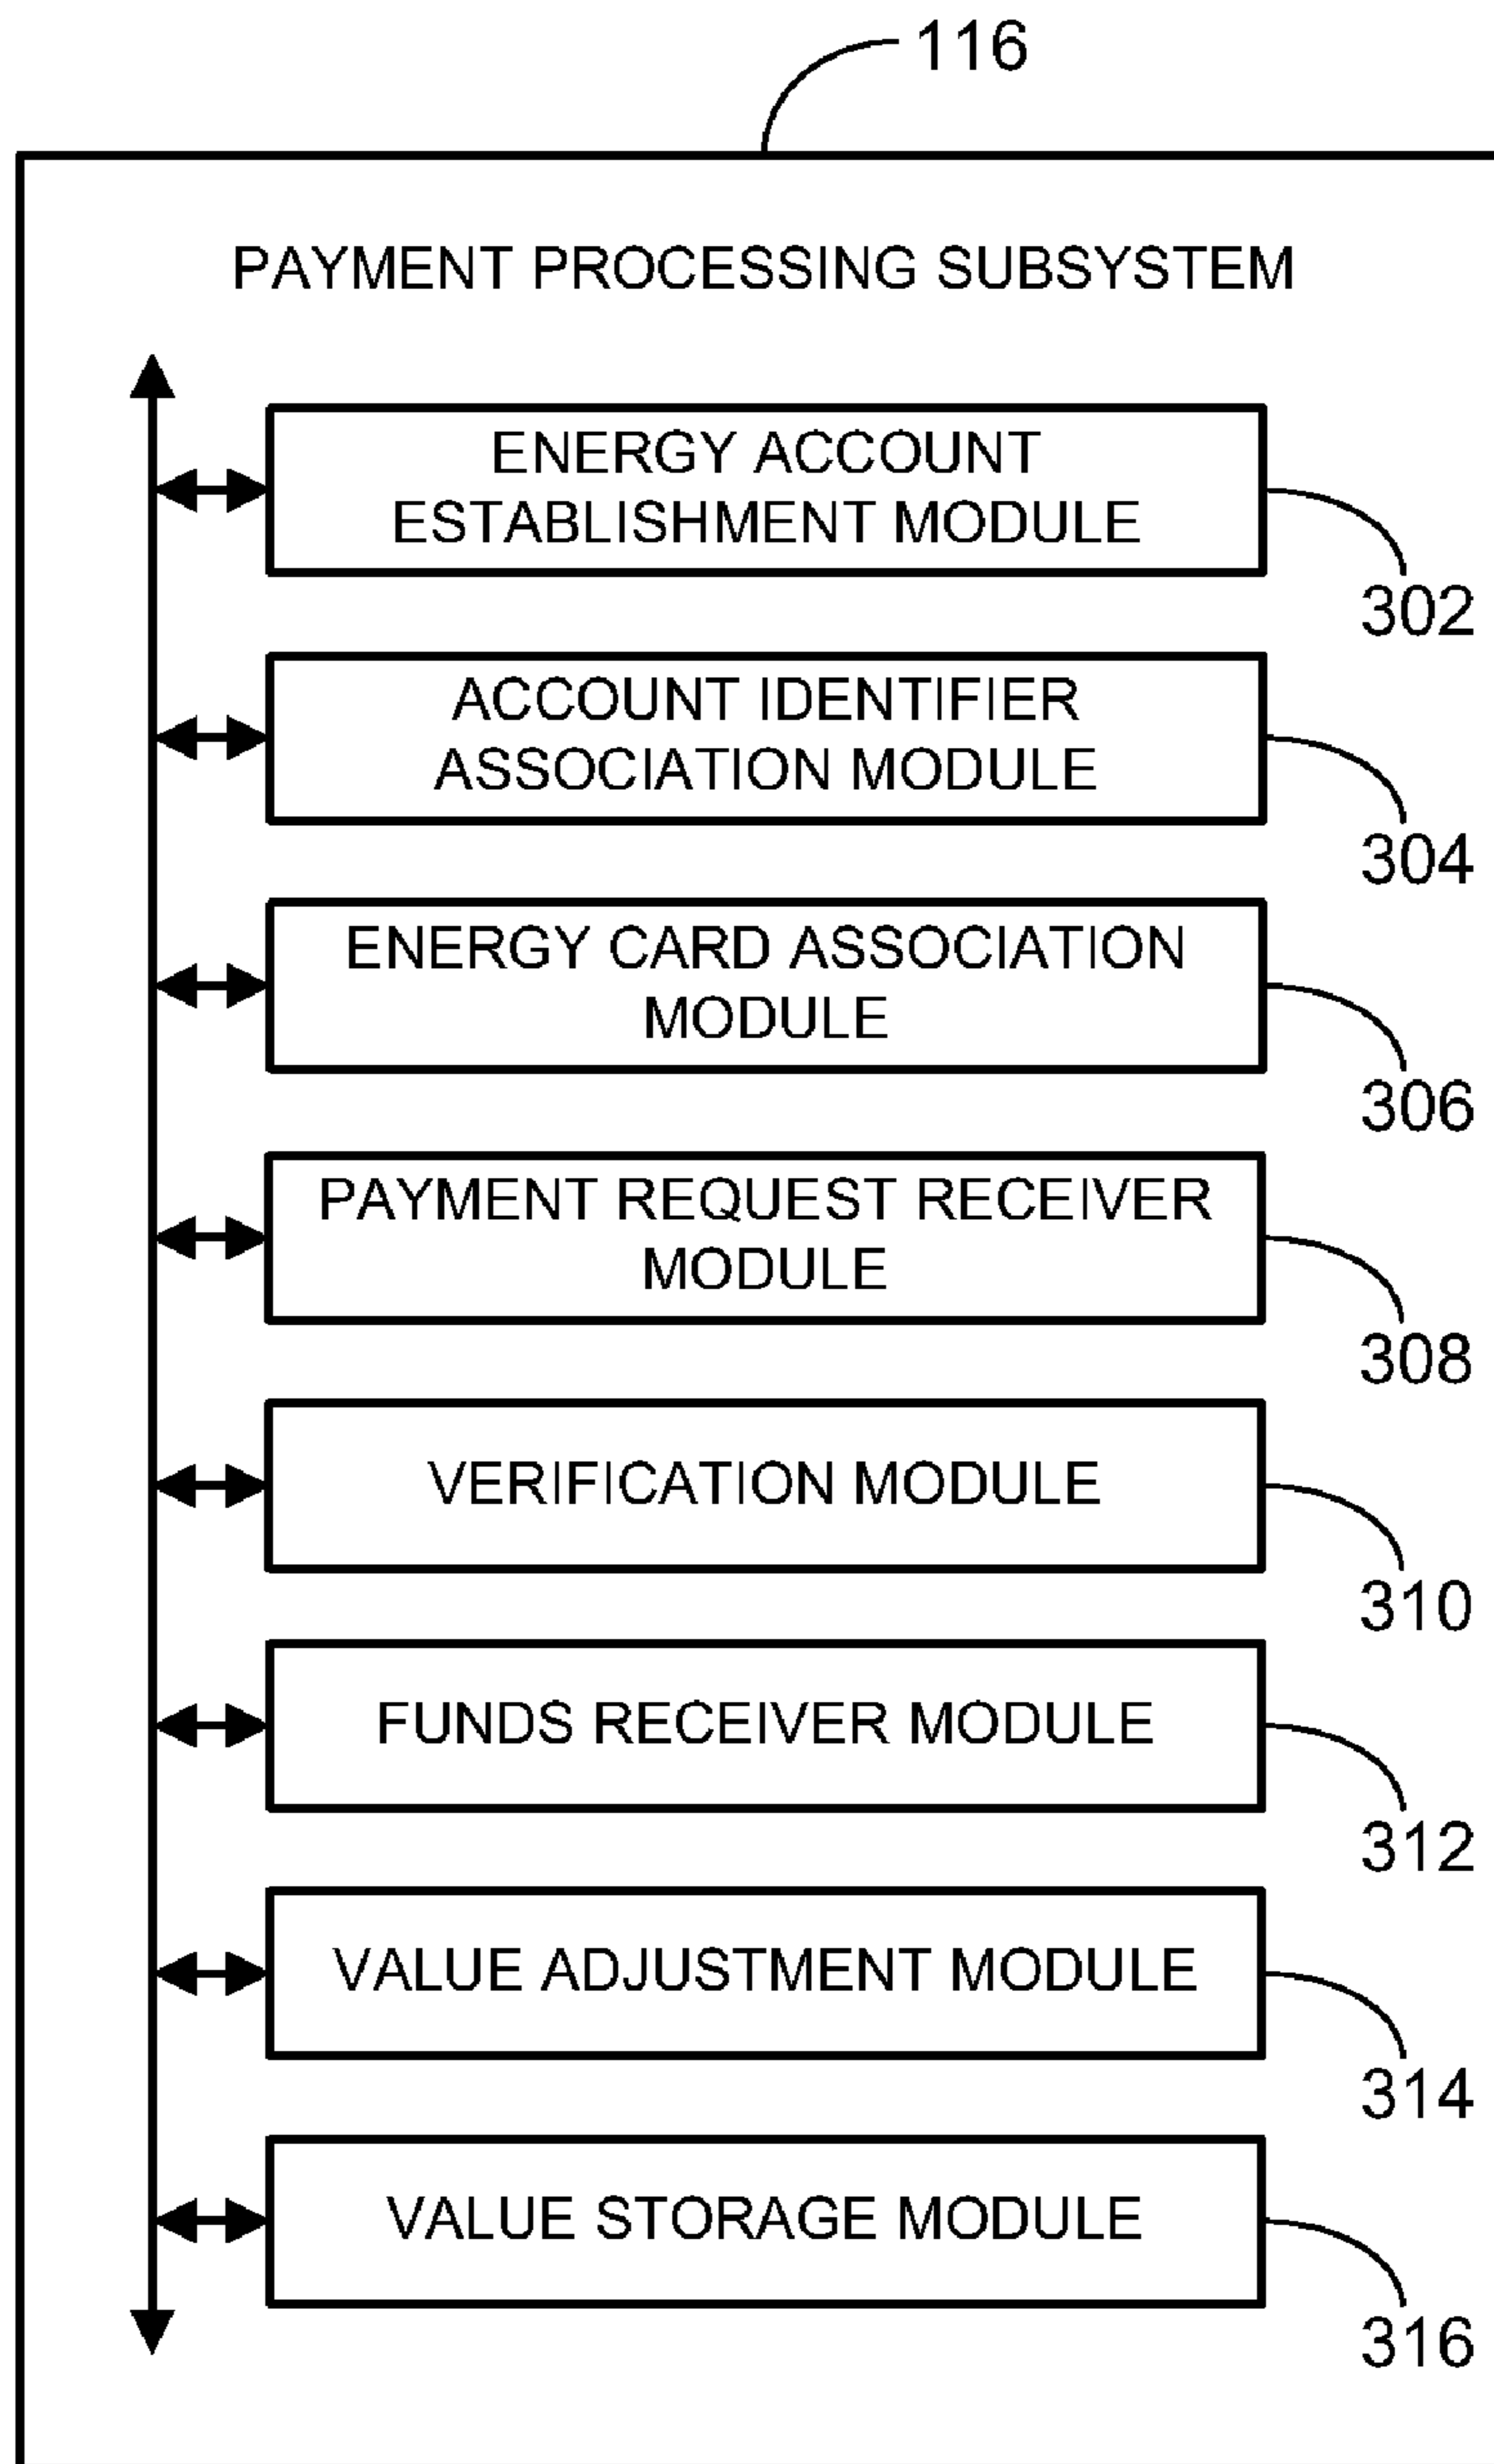 116
PAYMENT PROCESSING SUBSYSTEM
ENERGY ACCOUNT
ESTABLISHMENT MODULE
302
ACCOUNT IDENTIFIER
ASSOCIATION MODULE
304
ENERGY CARD ASSOCIATION
MODULE
306
PAYMENT REQUEST RECEIVER
MODULE
308
VERIFICATION MODULE
310
FUNDS RECEIVER MODULE
312
VALUE ADJUSTMENT MODULE
314
VALUE STORAGE MODULE
316